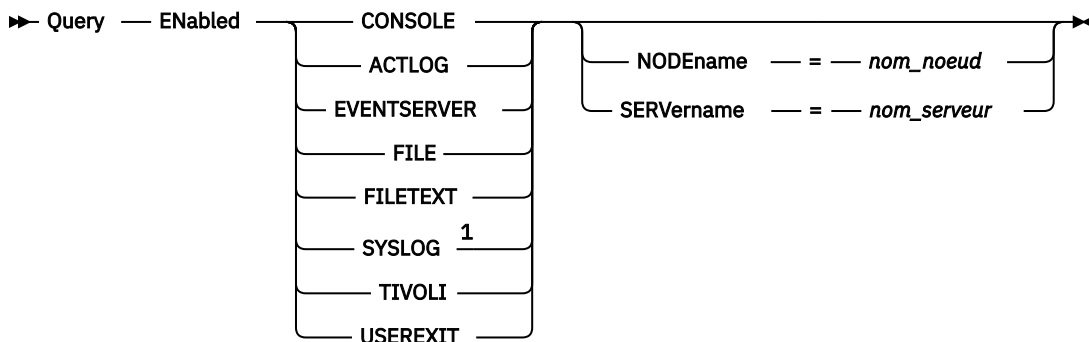 Query ENabled CONSOLE
ACTLOG
EVENTSERVER
FILE
FILETEXT
SYSLOG 1
TIVOLI
USEREXIT
NODEname = nom_noeud
SERVername = nom_serveur